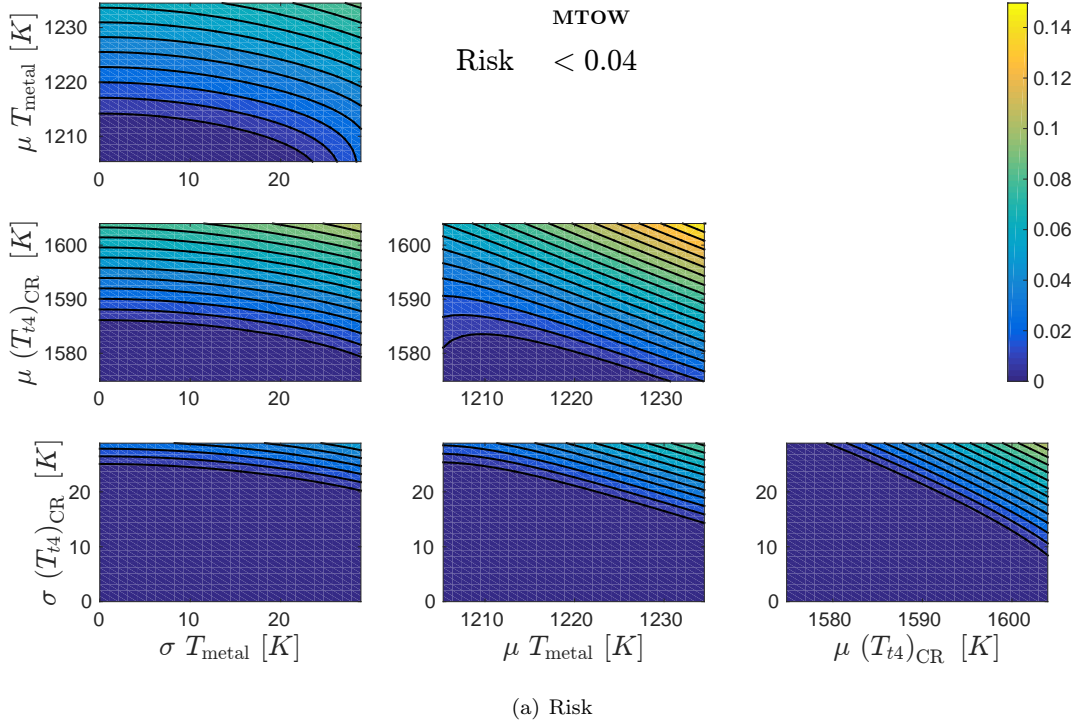 MTOW
Risk < 0.04
0.14
0.12
0.1
0.08
0.06
0.04
0.02
0
μ T_metal [K]
1230
1220
1210
0 10 20
μ (T_t4)_CR [K]
1600
1590
1580
0 10 20
1210 1220 1230
σ (T_t4)_CR [K]
20
10
0
0 10 20
σ T_metal [K]
1210 1220 1230
μ T_metal [K]
1580 1590 1600
μ (T_t4)_CR [K]
(a) Risk